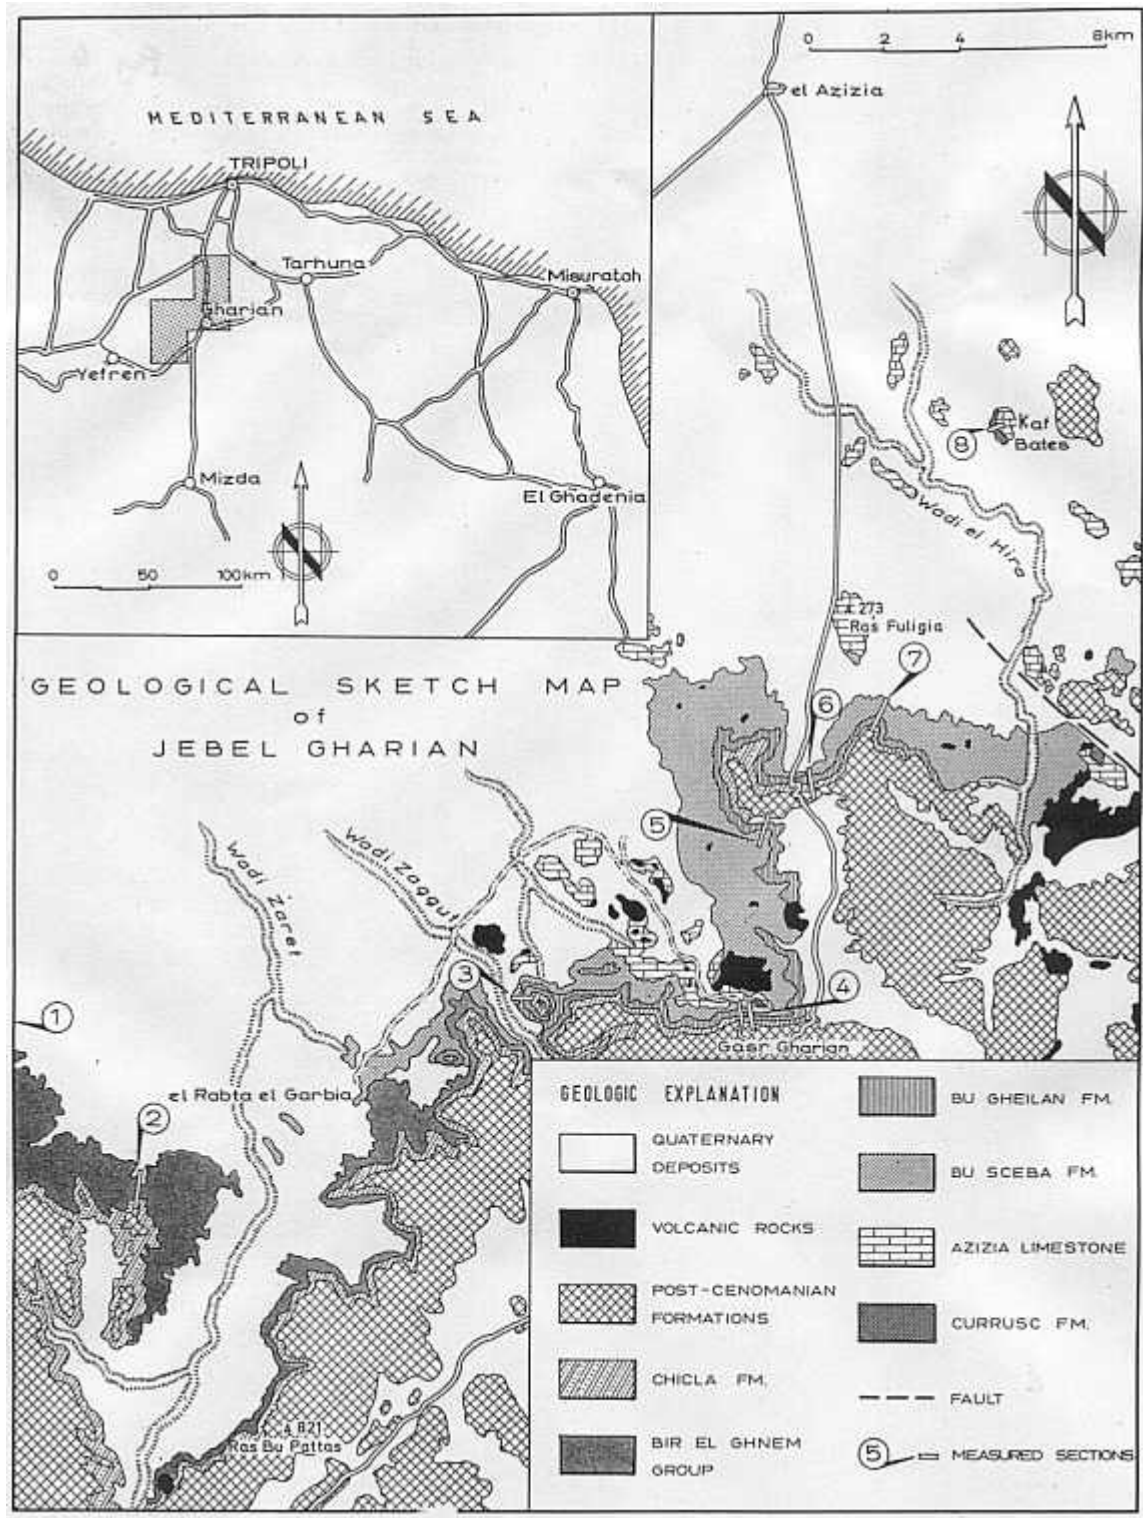 MEDITERRANEAN SEA
TRIPOLI
Tarhuna
Misuratah
Gharian
Yefren
Mizda
El Ghadenia
0 50 100km
0 2 4 8km
el Azizia
8
Kaf
Bates
Wadi el Hira
273
Ras Fuligia
7
6
GEOLOGICAL SKETCH MAP
of
JEBEL GHARIAN
5
Wadi Zaret
Wadi Zaggut
3
4
1
Gasr Gharian
el Rabta el Garbia
2
821
Ras Bu Pattas
GEOLOGIC EXPLANATION
QUATERNARY
DEPOSITS
VOLCANIC ROCKS
POST-CENOMANIAN
FORMATIONS
CHICLA FM.
BIR EL GHNEM
GROUP
BU GHEILAN FM.
BU SCEBA FM.
AZIZIA LIMESTONE
CURRUSC FM.
FAULT
5 MEASURED SECTIONS